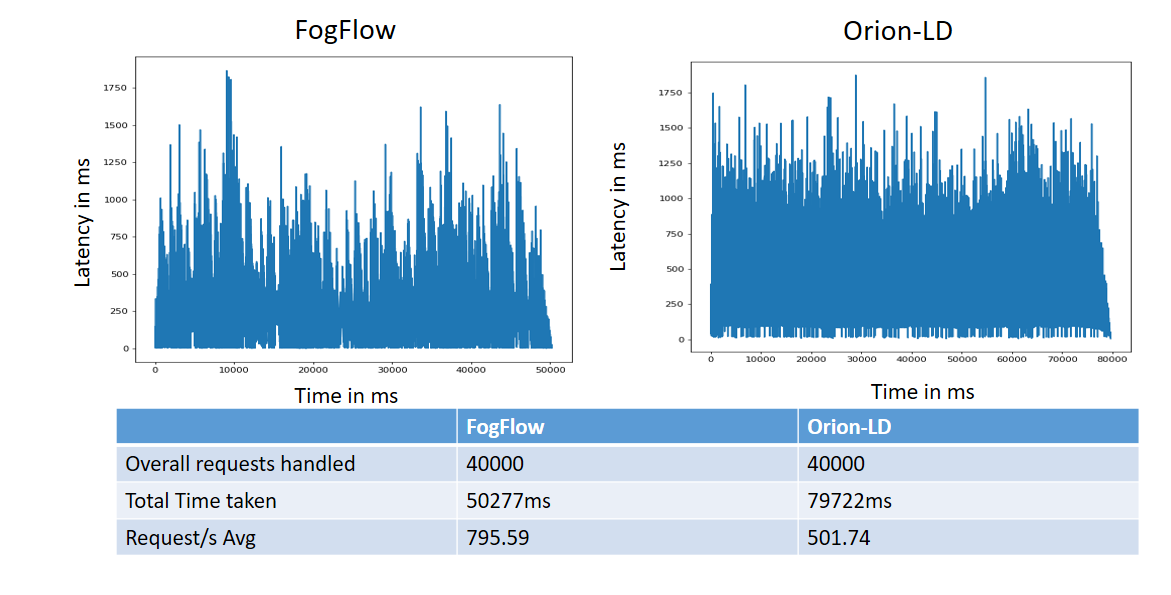 FogFlow
Orion-LD
Latency in ms
1750
1500
1250
1000
750
500
250
0
0 10000 20000 30000 40000 50000
Time in ms
Latency in ms
1750
1500
1250
1000
750
500
250
0
0 10000 20000 30000 40000 50000 60000 70000 80000
Time in ms
FogFlow Orion-LD
Overall requests handled 40000 40000
Total Time taken 50277ms 79722ms
Request/s Avg 795.59 501.74